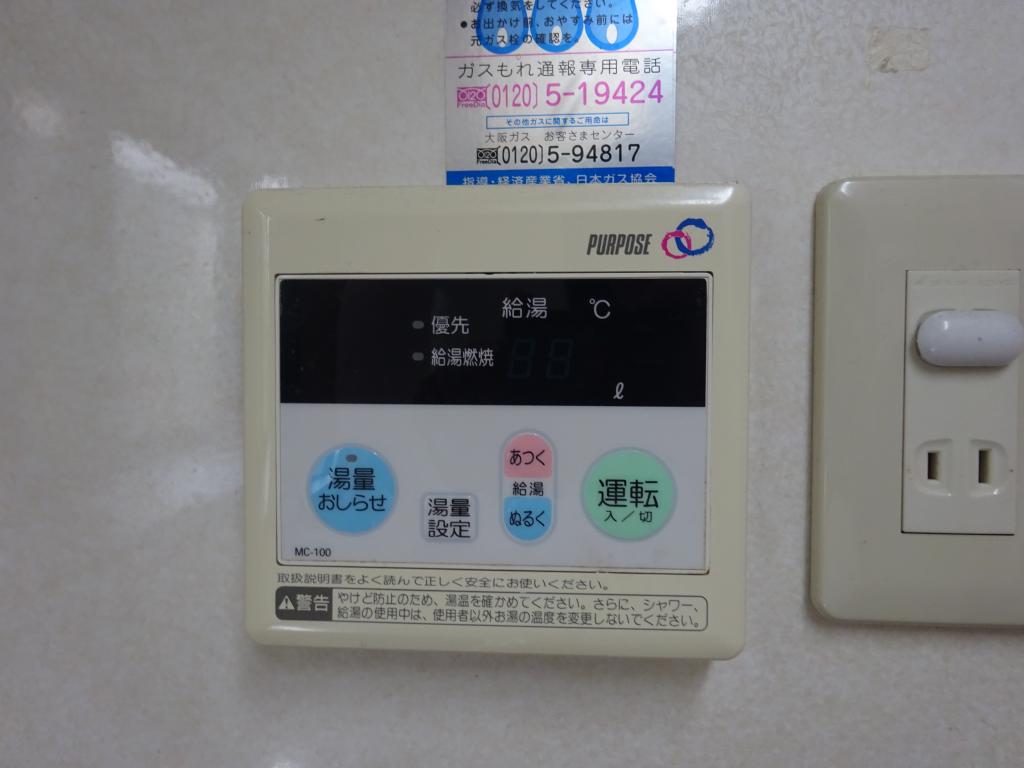 必ず換気をしてください。
●お出かけ前、おやすみ前には
元ガス栓の確認を。
ガスもれ通報専用電話
FreeDial (0120) 5-19424
その他ガスに関するご用命は
大阪ガス お客さまセンター
FreeDial (0120) 5-94817
指導・経済産業省、日本ガス協会
PURPOSE
給湯 ℃
優先
給湯燃焼 88
ℓ
湯量
おしらせ
湯量
設定
あつく
給湯
ぬるく
運転
入/切
MC-100
取扱説明書をよく読んで正しく安全にお使いください。
警告 やけど防止のため、湯温を確かめてください。さらに、シャワー、
給湯の使用中は、使用者以外お湯の温度を変更しないでください。